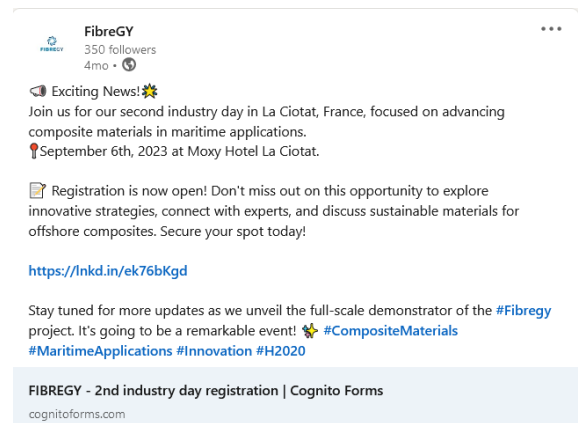 FibreGY
FIBREGY
350 followers
4mo •
📢 Exciting News!🌟
Join us for our second industry day in La Ciotat, France, focused on advancing
composite materials in maritime applications.
📍September 6th, 2023 at Moxy Hotel La Ciotat.
📝 Registration is now open! Don't miss out on this opportunity to explore
innovative strategies, connect with experts, and discuss sustainable materials for
offshore composites. Secure your spot today!
https://lnkd.in/ek76bKgd
Stay tuned for more updates as we unveil the full-scale demonstrator of the #Fibregy
project. It's going to be a remarkable event! ✨ #CompositeMaterials
#MaritimeApplications #Innovation #H2020
FIBREGY - 2nd industry day registration | Cognito Forms
cognitoforms.com